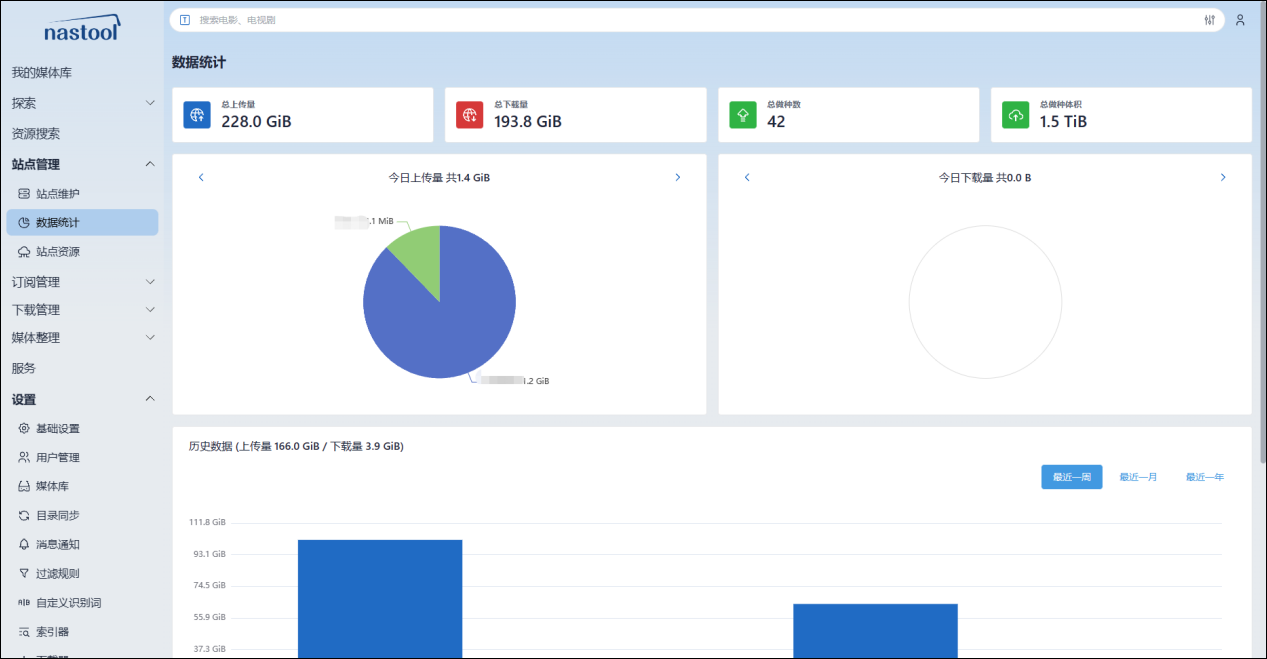 nastool
搜索电影、电视剧
我的媒体库
探索
资源搜索
站点管理
站点维护
数据统计
站点资源
订阅管理
下载管理
媒体整理
服务
设置
基础设置
用户管理
媒体库
目录同步
消息通知
过滤规则
自定义识别词
索引器
数据统计
总上传量
228.0 GiB
总下载量
193.8 GiB
总做种数
42
总做种体积
1.5 TiB
今日上传量 共1.4 GiB
.1 MiB
1.2 GiB
今日下载量 共0.0 B
历史数据 (上传量 166.0 GiB / 下载量 3.9 GiB)
最近一周 最近一月 最近一年
111.8 GiB
93.1 GiB
74.5 GiB
55.9 GiB
37.3 GiB